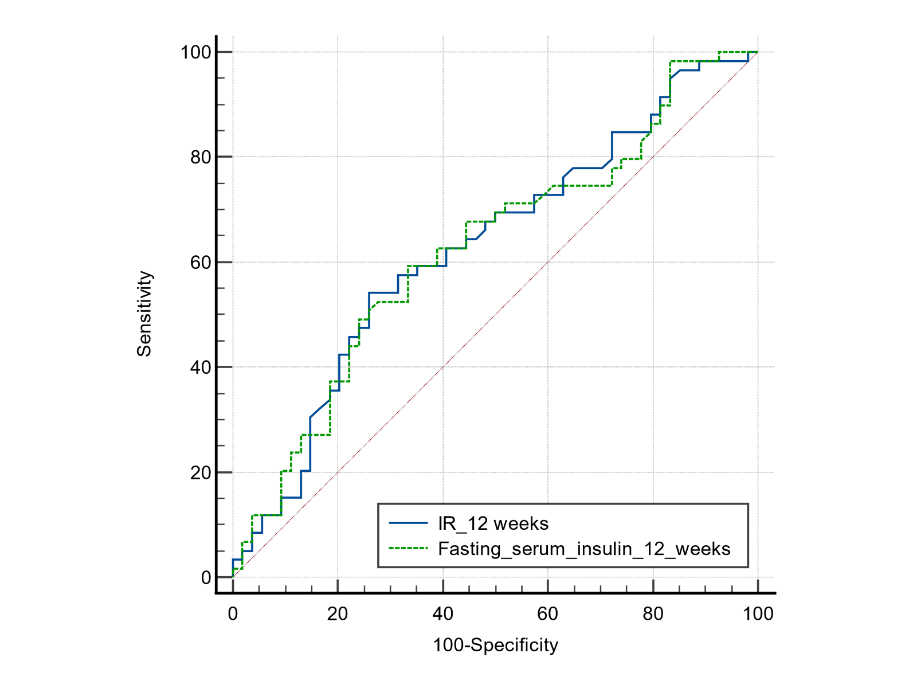 100
80
60
40
20
0
Sensitivity
IR_12 weeks
Fasting_serum_insulin_12_weeks
0 20 40 60 80 100
100-Specificity